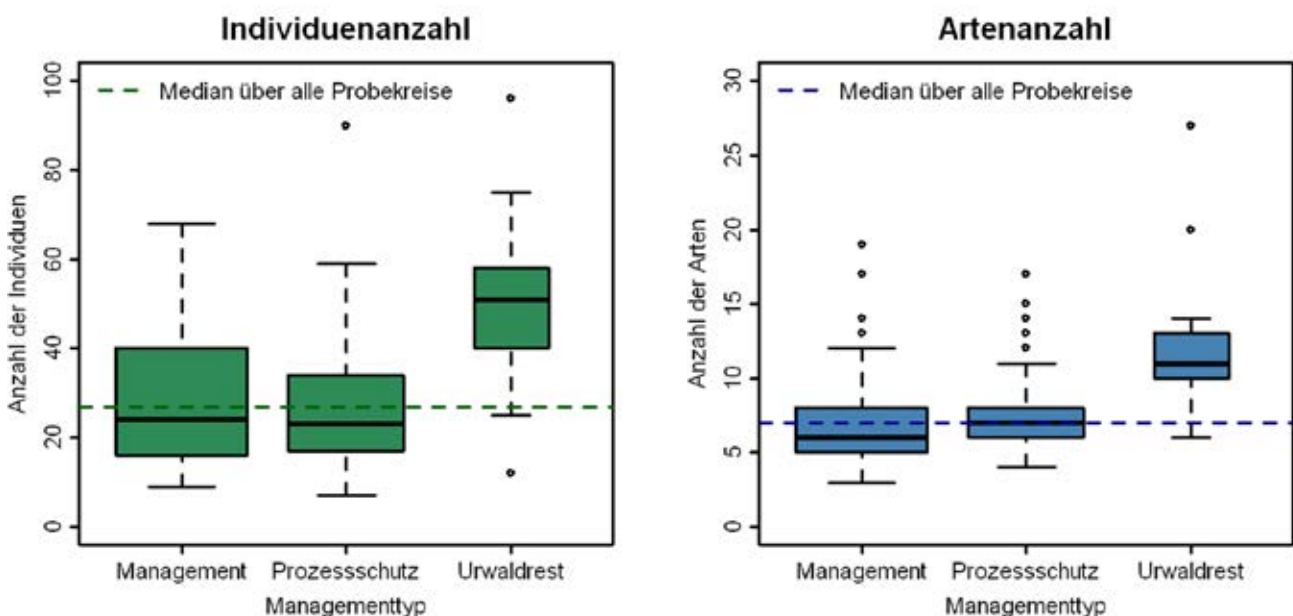 Individuenanzahl
Median über alle Probekreise
Anzahl der Individuen
100
80
60
40
20
0
Management Prozessschutz Urwaldrest
Managementtyp
Artenanzahl
Median über alle Probekreise
Anzahl der Arten
30
25
20
15
10
5
0
Management Prozessschutz Urwaldrest
Managementtyp